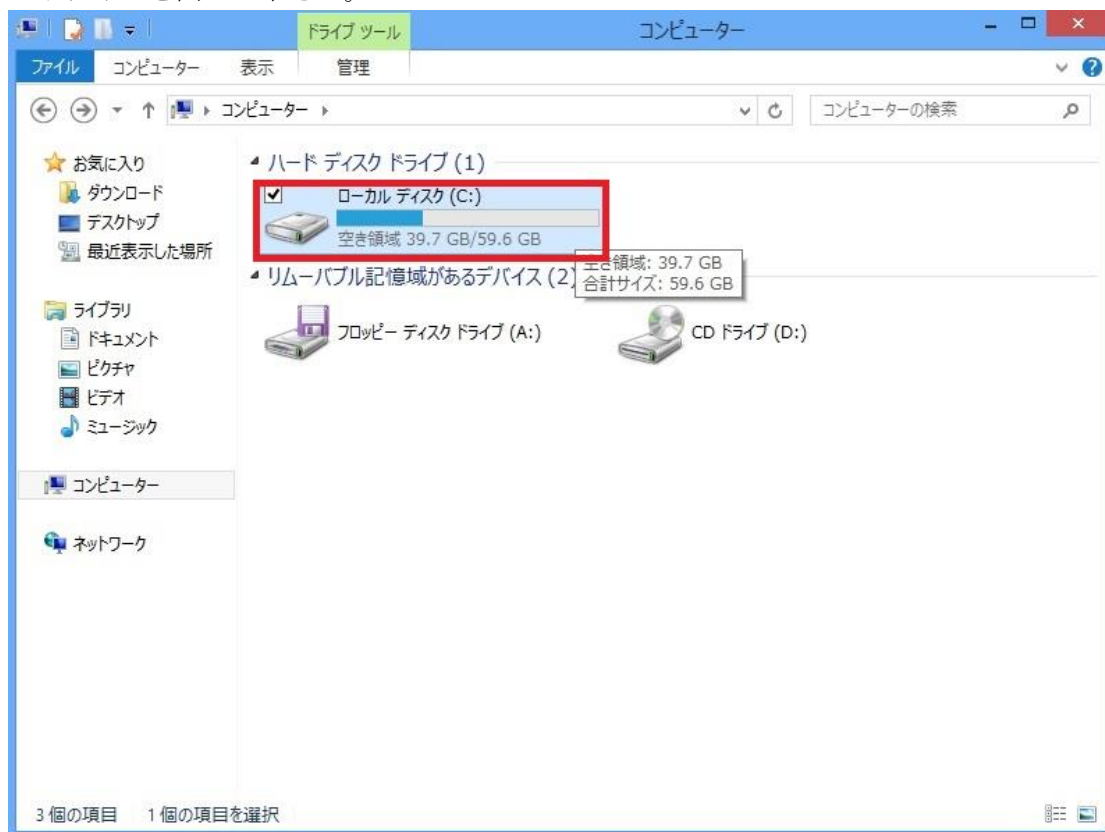 ドライブ ツール
コンピューター
ファイル コンピューター 表示 管理
コンピューター
コンピューターの検索
お気に入り
ダウンロード
デスクトップ
最近表示した場所
ライブラリ
ドキュメント
ピクチャ
ビデオ
ミュージック
コンピューター
ネットワーク
ハード ディスク ドライブ (1)
ローカル ディスク (C:)
空き領域 39.7 GB/59.6 GB
空き領域: 39.7 GB
合計サイズ: 59.6 GB
リムーバブル記憶域があるデバイス (2)
フロッピー ディスク ドライブ (A:)
CD ドライブ (D:)
3 個の項目 1 個の項目を選択